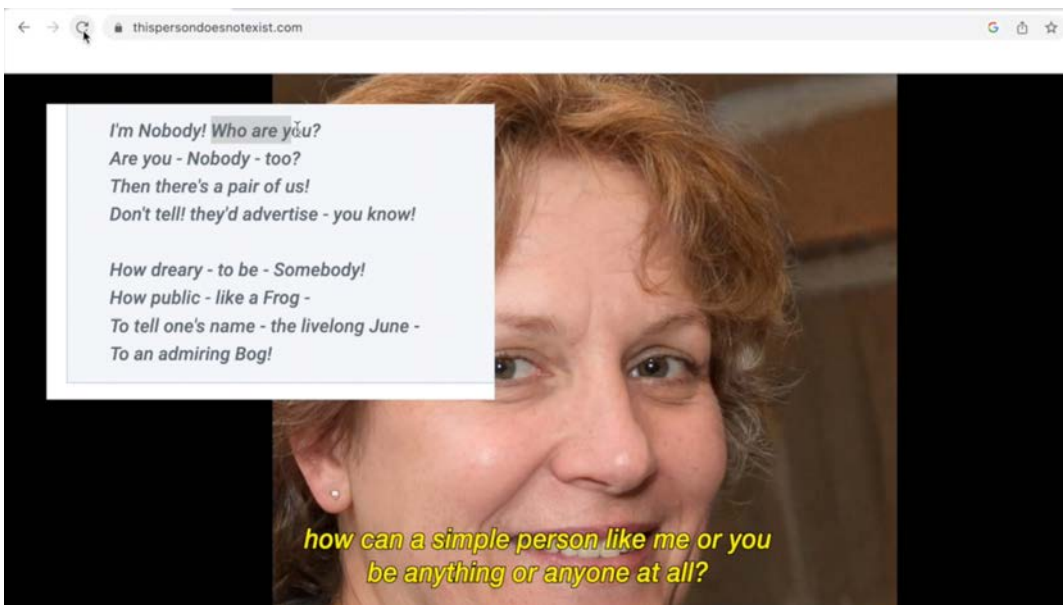 thispersondoesnotexist.com
I'm Nobody! Who are you?
Are you - Nobody - too?
Then there's a pair of us!
Don't tell! they'd advertise - you know!
How dreary - to be - Somebody!
How public - like a Frog -
To tell one's name - the livelong June -
To an admiring Bog!
how can a simple person like me or you
be anything or anyone at all?